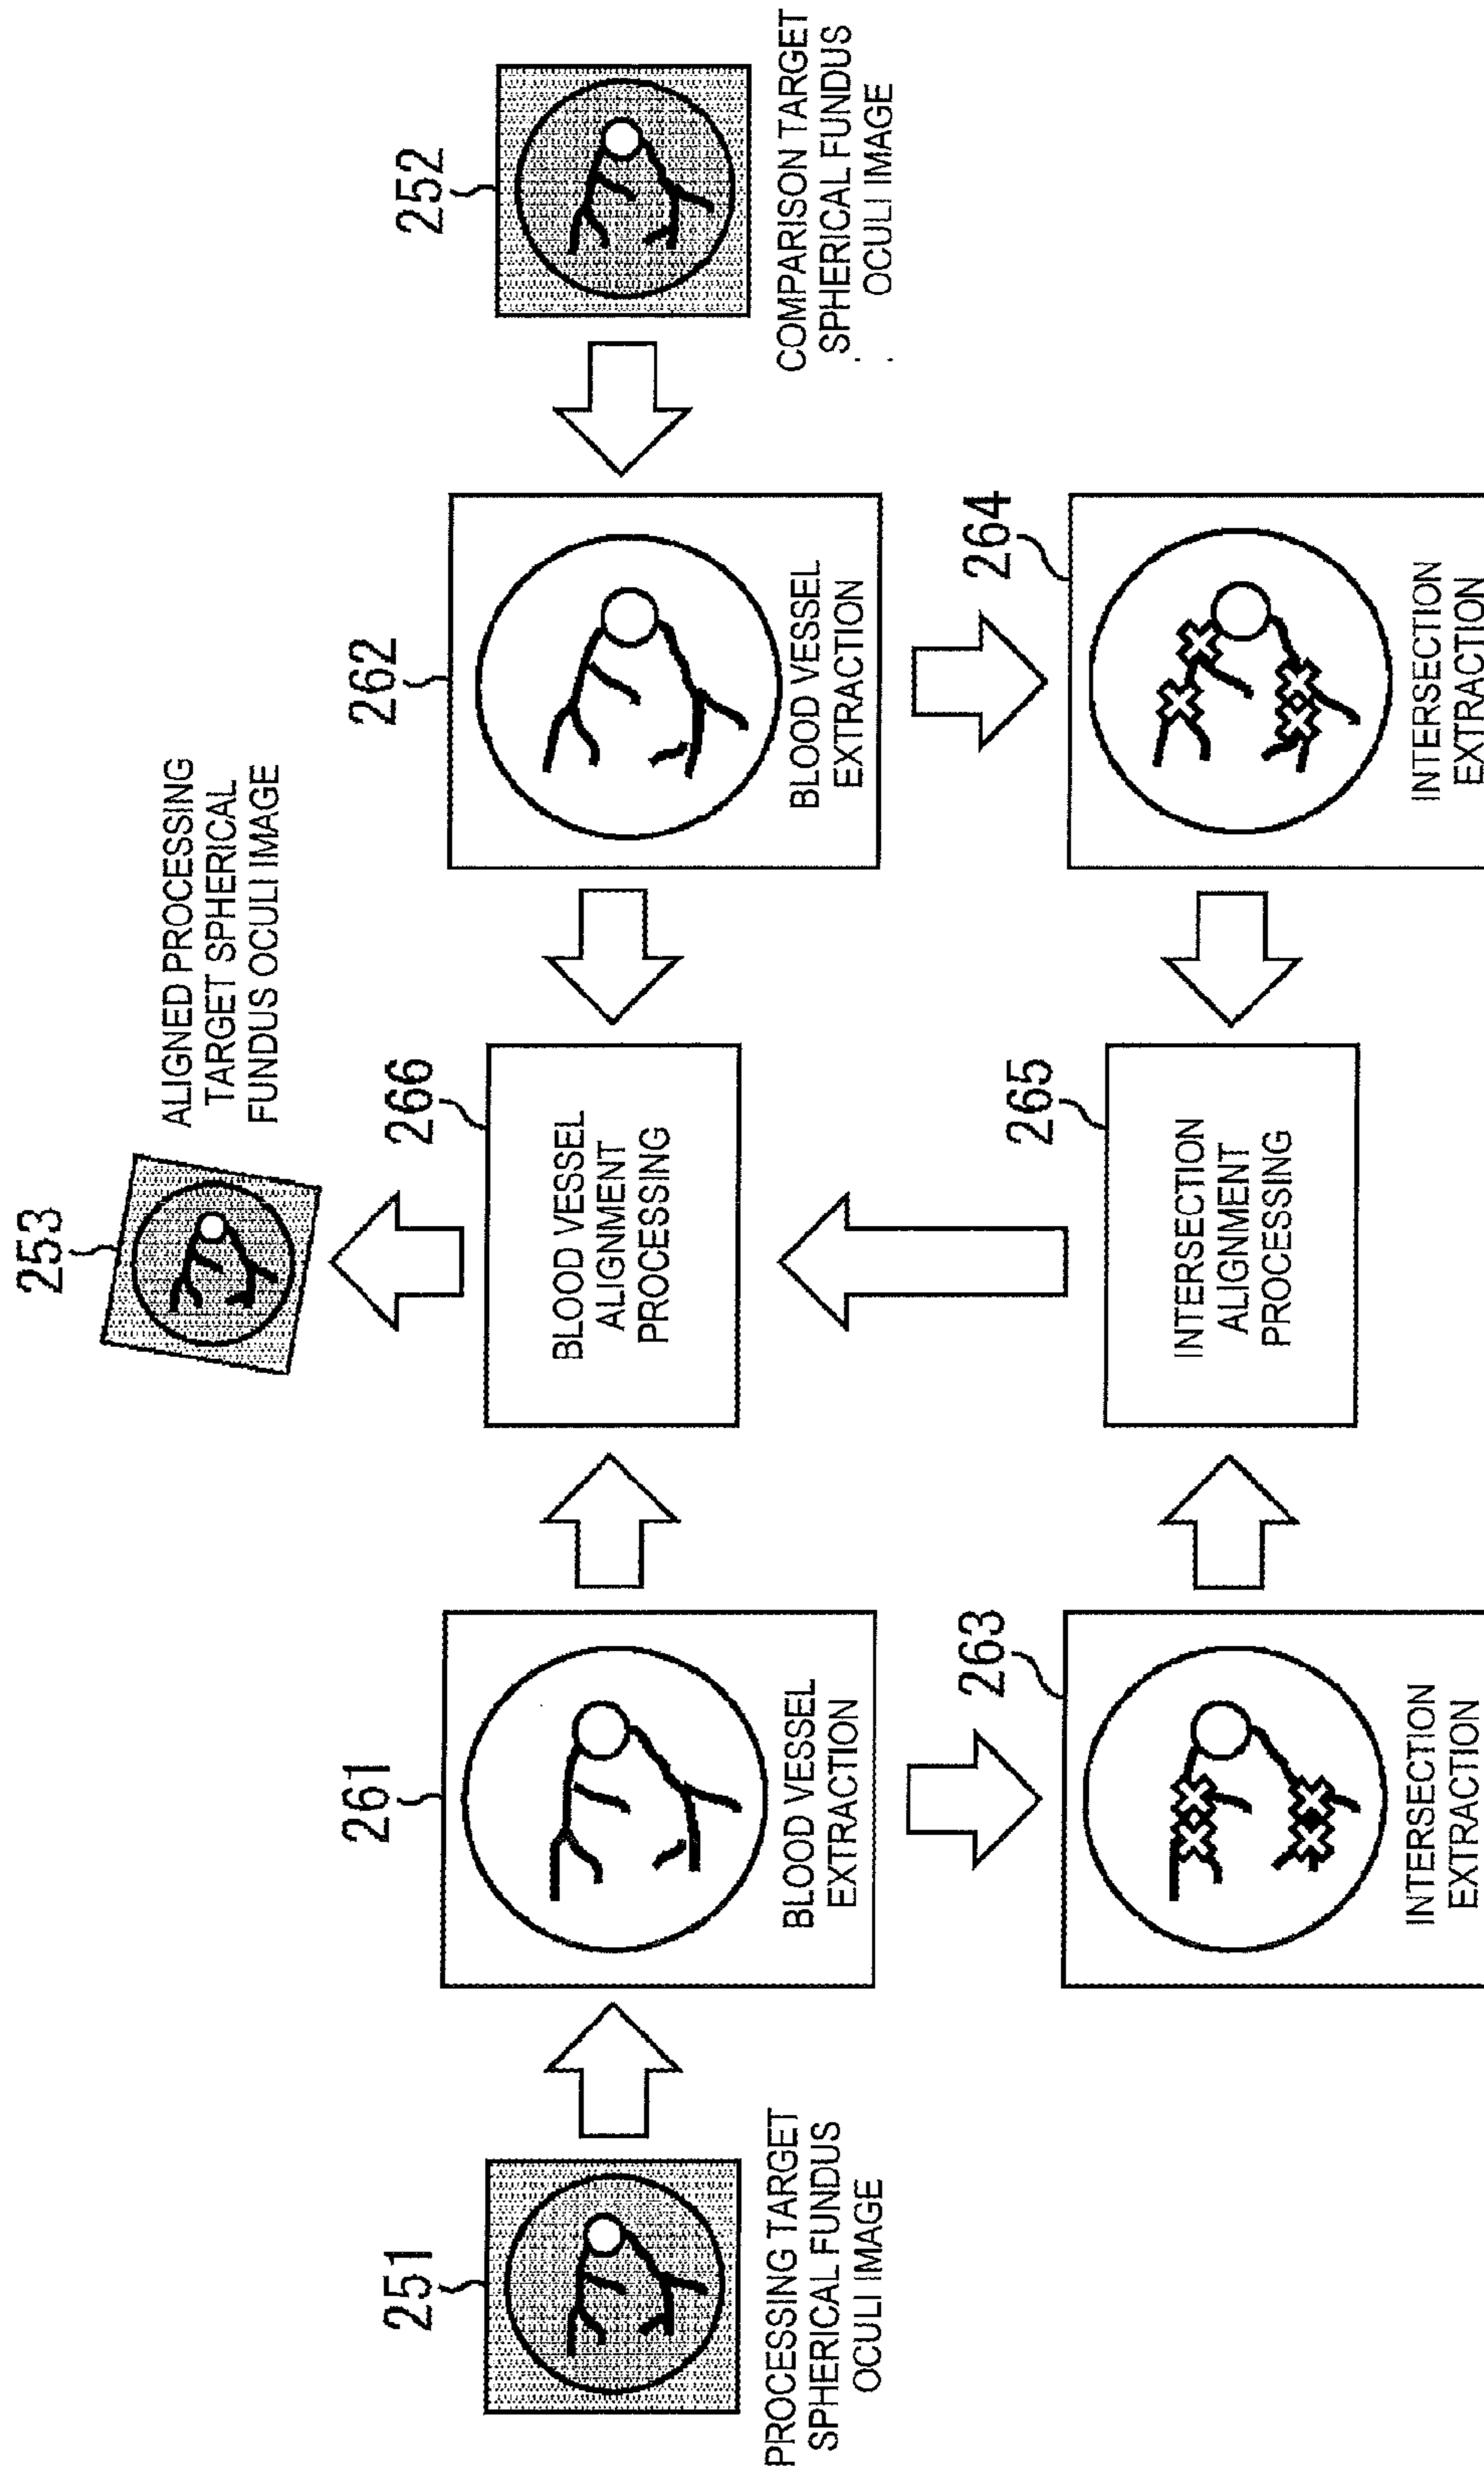 253
ALIGNED PROCESSING
TARGET SPHERICAL
FUNDUS OCULI IMAGE
251
PROCESSING TARGET
SPHERICAL FUNDUS
OCULI IMAGE
261
BLOOD VESSEL
EXTRACTION
266
BLOOD VESSEL
ALIGNMENT
PROCESSING
262
BLOOD VESSEL
EXTRACTION
252
COMPARISON TARGET
SPHERICAL FUNDUS
OCULI IMAGE
263
INTERSECTION
EXTRACTION
265
INTERSECTION
ALIGNMENT
PROCESSING
264
INTERSECTION
EXTRACTION